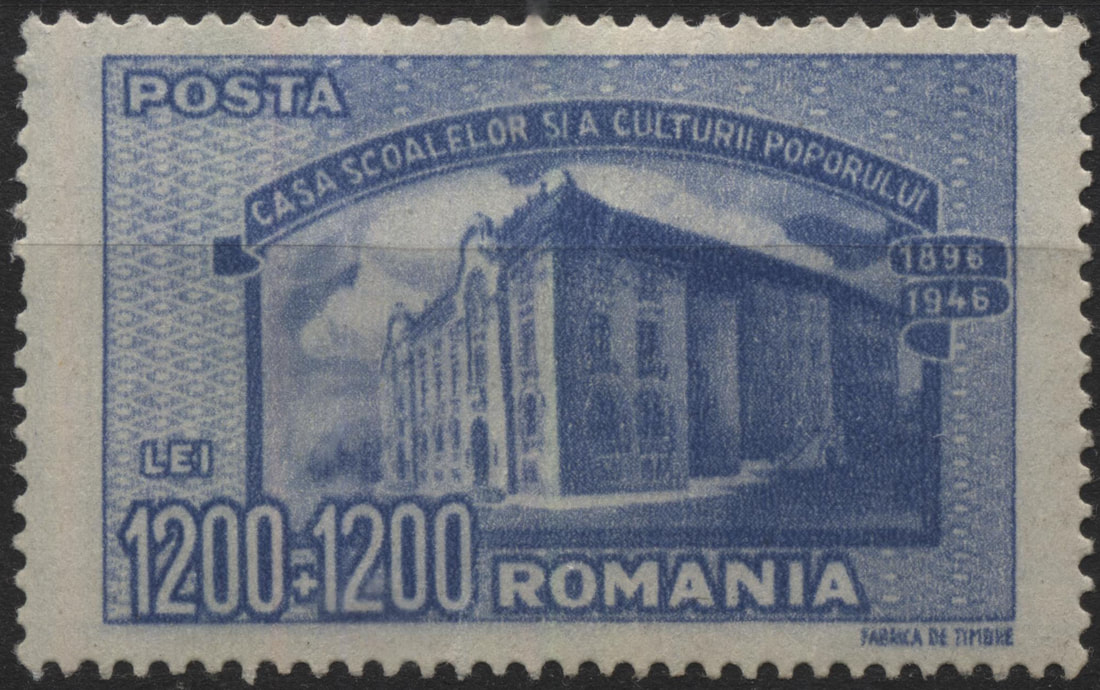 POSTA
CASA SCOALELOR SI A CULTURII POPORULUI
1896
1946
LEI
1200+1200
ROMANIA
FABRICA DE TIMBRE